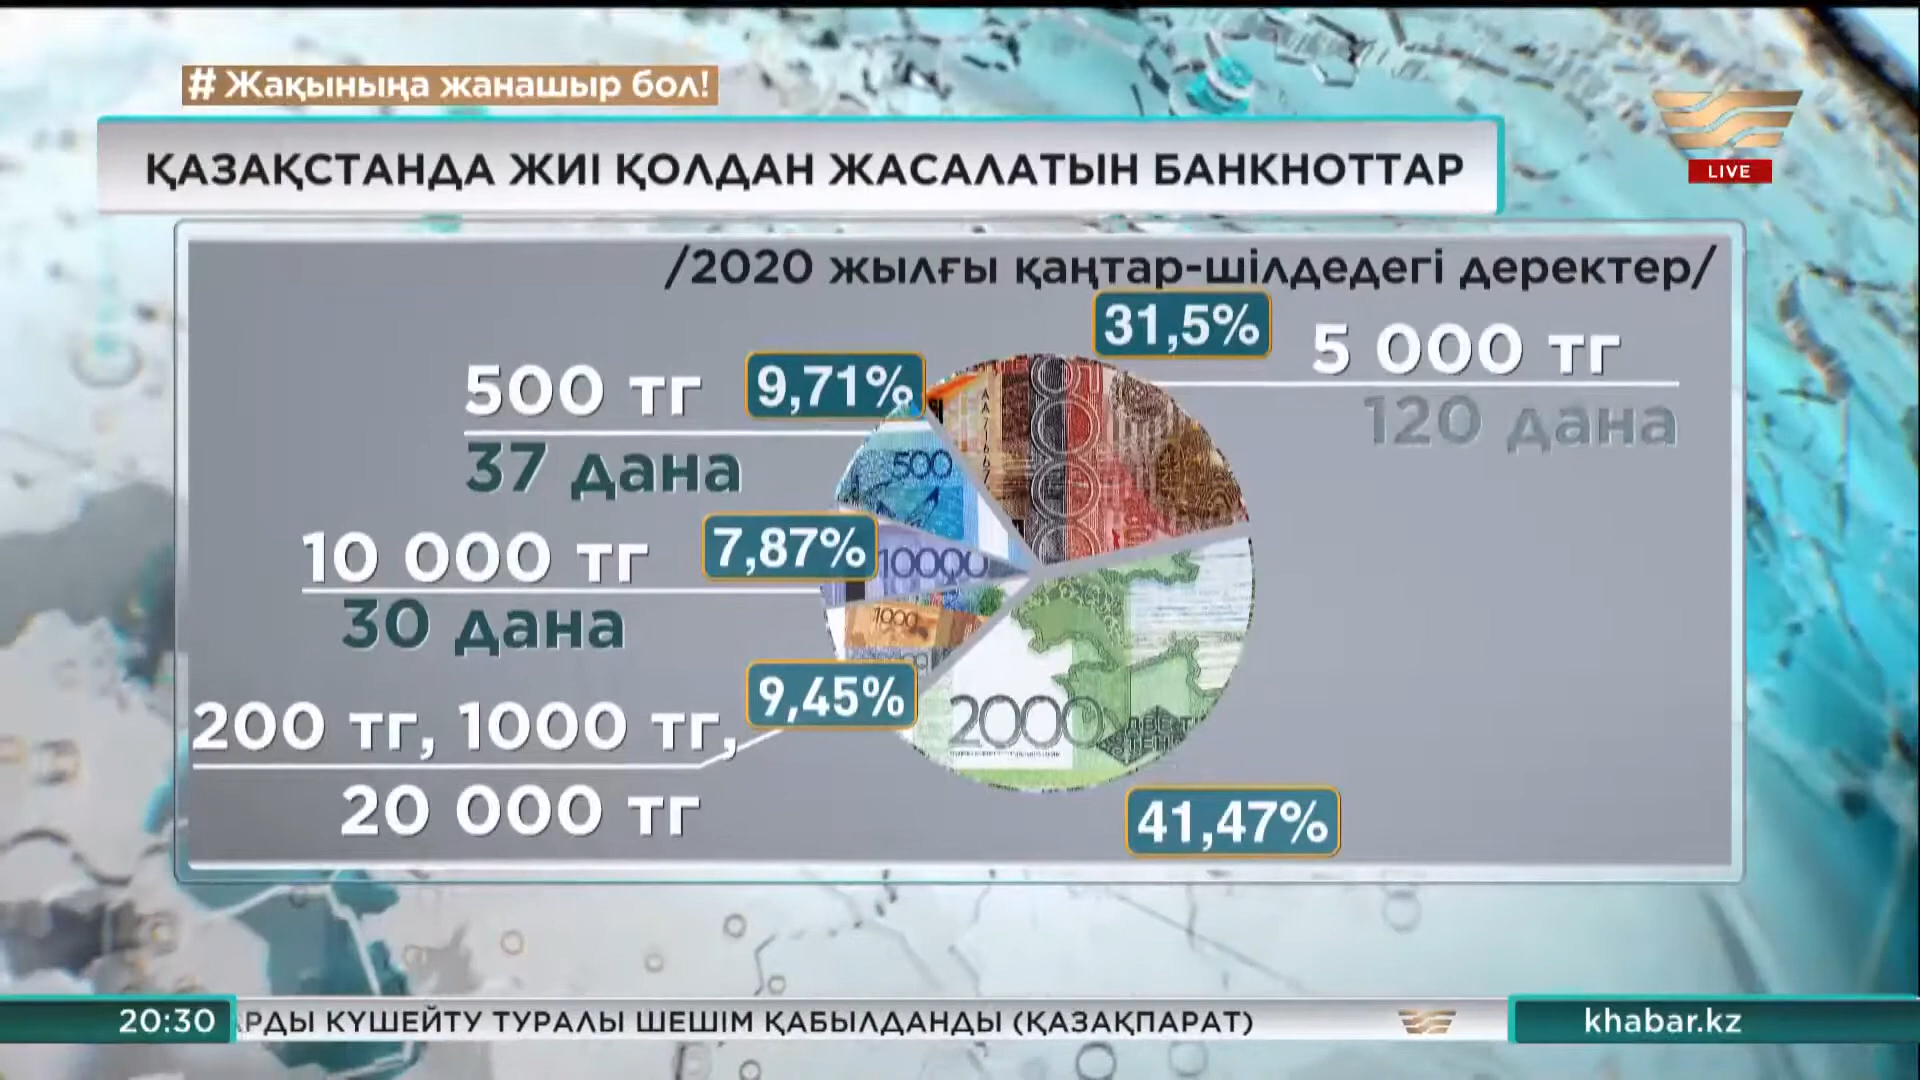 # Жақыныңа жанашыр бол!
ҚАЗАҚСТАНДА ЖИІ ҚОЛДАН ЖАСАЛАТЫН БАНКНОТТАР
LIVE
/2020 жылғы қаңтар-шілдедегі деректер/
31,5%
5 000 тг
120 дана
500 тг
9,71%
37 дана
500
10 000 тг
7,87%
10000
30 дана
1000
200 тг, 1000 тг,
9,45%
20 000 тг
2000
41,47%
20:30
РДЫ КҮШЕЙТУ ТУРАЛЫ ШЕШІМ ҚАБЫЛДАНДЫ (ҚАЗАҚПАРАТ)
khabar.kz